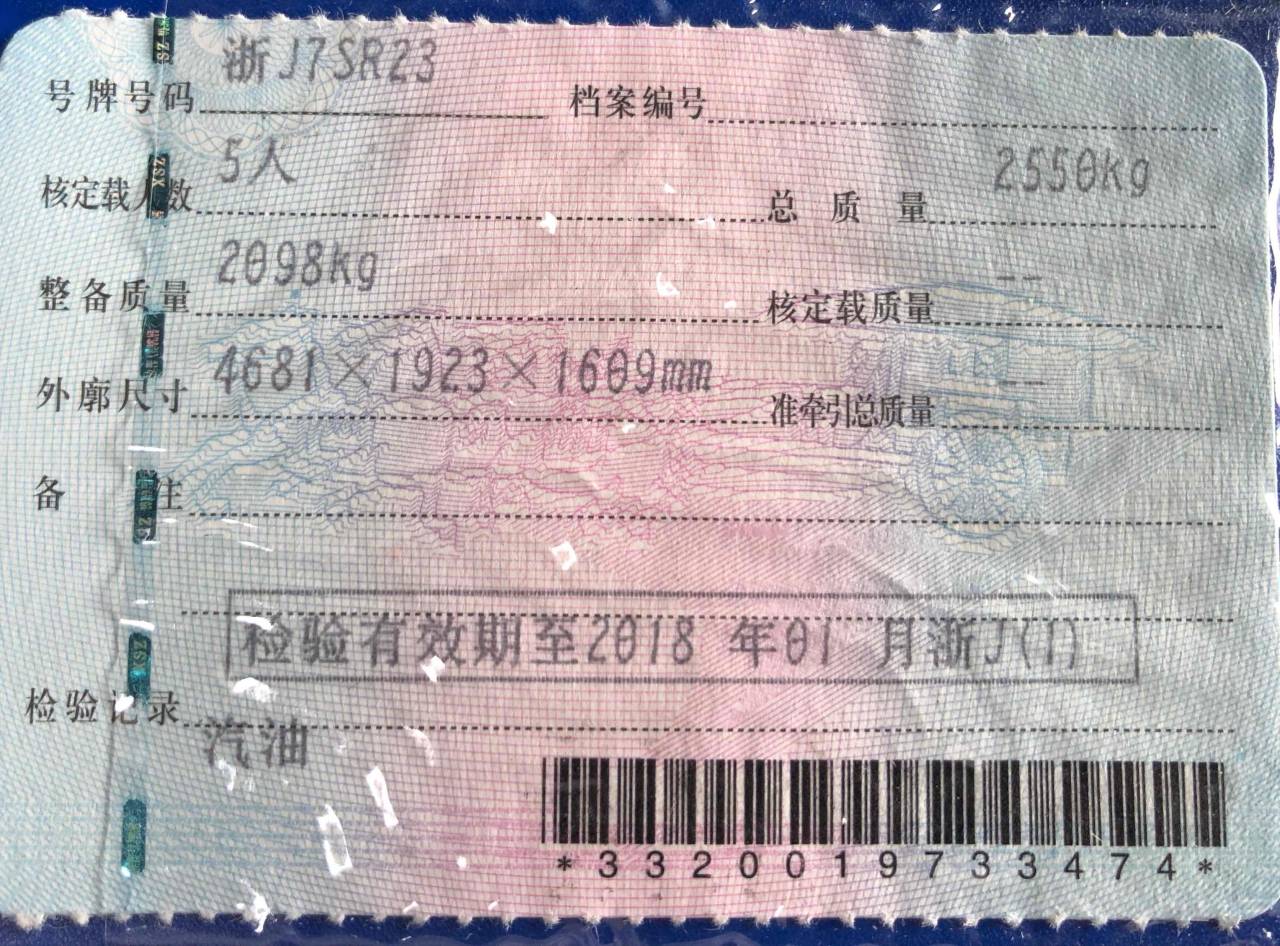 号牌号码 浙J7SR23 档案编号
核定载人数 5人 总质量 2550kg
整备质量 2098kg 核定载质量 --
外廓尺寸 4681×1923×1609mm 准牵引总质量 --
备注
检验有效期至2018年01月浙J(1)
检验记录
汽油
*3320019733474*